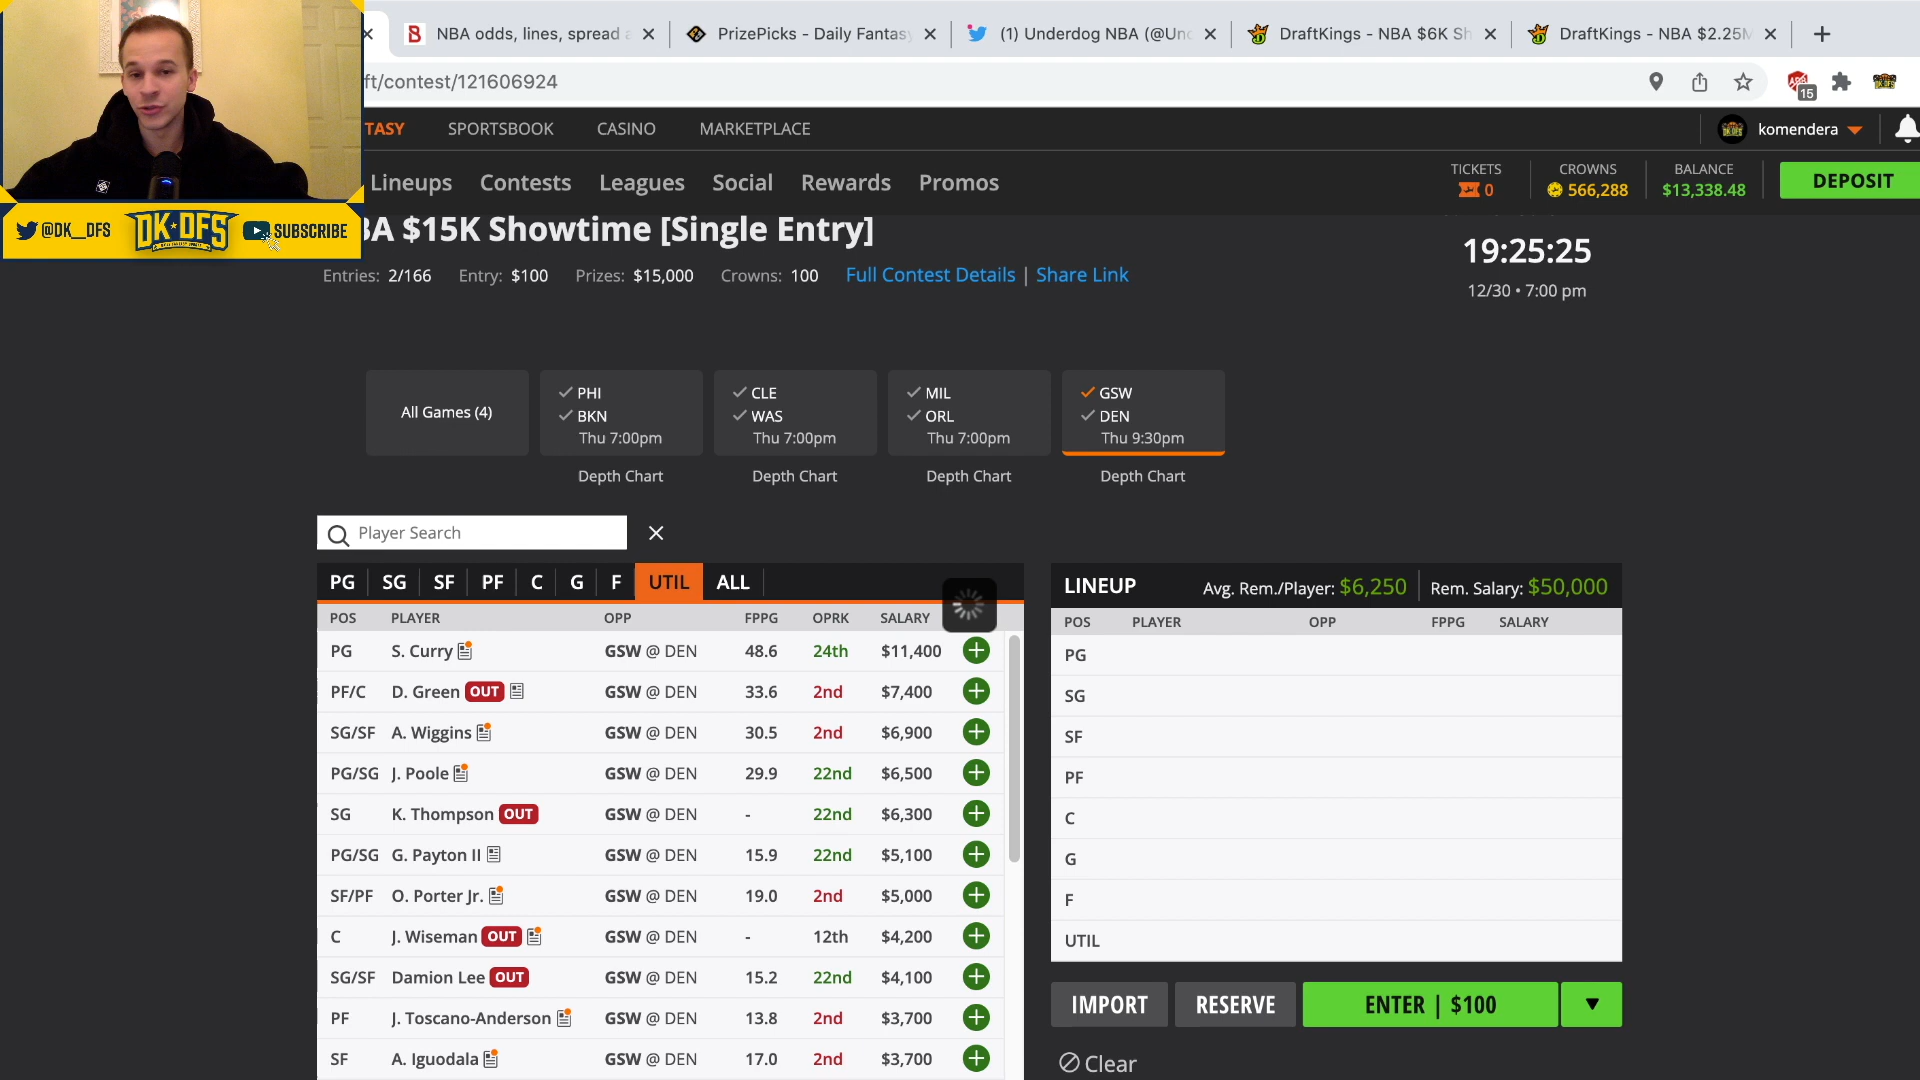 NBA odds, lines, spread
PrizePicks - Daily Fantasy
(1) Underdog NBA (@Und
DraftKings - NBA $6K Sh
DraftKings - NBA $2.25M
ft/contest/121606924
15
TASY
SPORTSBOOK
CASINO
MARKETPLACE
komendera
Lineups
Contests
Leagues
Social
Rewards
Promos
TICKETS
0
CROWNS
566,288
BALANCE
$13,338.48
DEPOSIT
@DK__DFS
DK DFS
SUBSCRIBE
BA $15K Showtime [Single Entry]
19:25:25
Entries: 2/166 Entry: $100 Prizes: $15,000 Crowns: 100 Full Contest Details | Share Link
12/30 • 7:00 pm
All Games (4)
PHI
BKN
Thu 7:00pm
Depth Chart
CLE
WAS
Thu 7:00pm
Depth Chart
MIL
ORL
Thu 7:00pm
Depth Chart
GSW
DEN
Thu 9:30pm
Depth Chart
Player Search
PG SG SF PF C G F UTIL ALL
POS PLAYER OPP FPPG OPRK SALARY
PG S. Curry GSW @ DEN 48.6 24th $11,400
PF/C D. Green OUT GSW @ DEN 33.6 2nd $7,400
SG/SF A. Wiggins GSW @ DEN 30.5 2nd $6,900
PG/SG J. Poole GSW @ DEN 29.9 22nd $6,500
SG K. Thompson OUT GSW @ DEN - 22nd $6,300
PG/SG G. Payton II GSW @ DEN 15.9 22nd $5,100
SF/PF O. Porter Jr. GSW @ DEN 19.0 2nd $5,000
C J. Wiseman OUT GSW @ DEN - 12th $4,200
SG/SF Damion Lee OUT GSW @ DEN 15.2 22nd $4,100
PF J. Toscano-Anderson GSW @ DEN 13.8 2nd $3,700
SF A. Iguodala GSW @ DEN 17.0 2nd $3,700
LINEUP Avg. Rem./Player: $6,250 Rem. Salary: $50,000
POS PLAYER OPP FPPG SALARY
PG
SG
SF
PF
C
G
F
UTIL
IMPORT
RESERVE
ENTER | $100
Clear